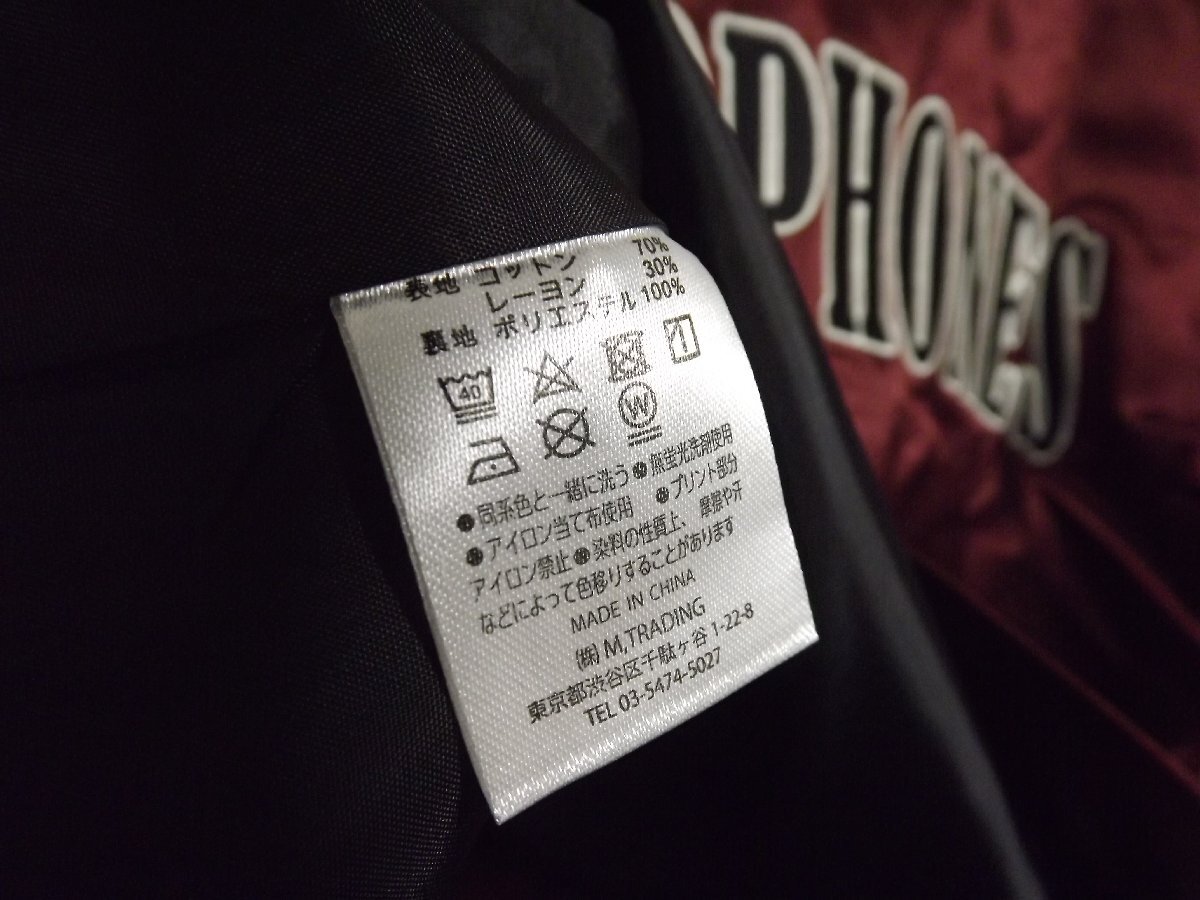 表地 コットン 70%
レーヨン 30%
裏地 ポリエステル 100%
40
W
●同系色と一緒に洗う ●無蛍光洗剤使用
●アイロン当て布使用 ●プリント部分
アイロン禁止 ●染料の性質上、摩擦や汗
などによって色移りすることがあります
MADE IN CHINA
(株) M,TRADING
東京都渋谷区千駄ヶ谷 1-22-8
TEL 03-5474-5027
DPHONES